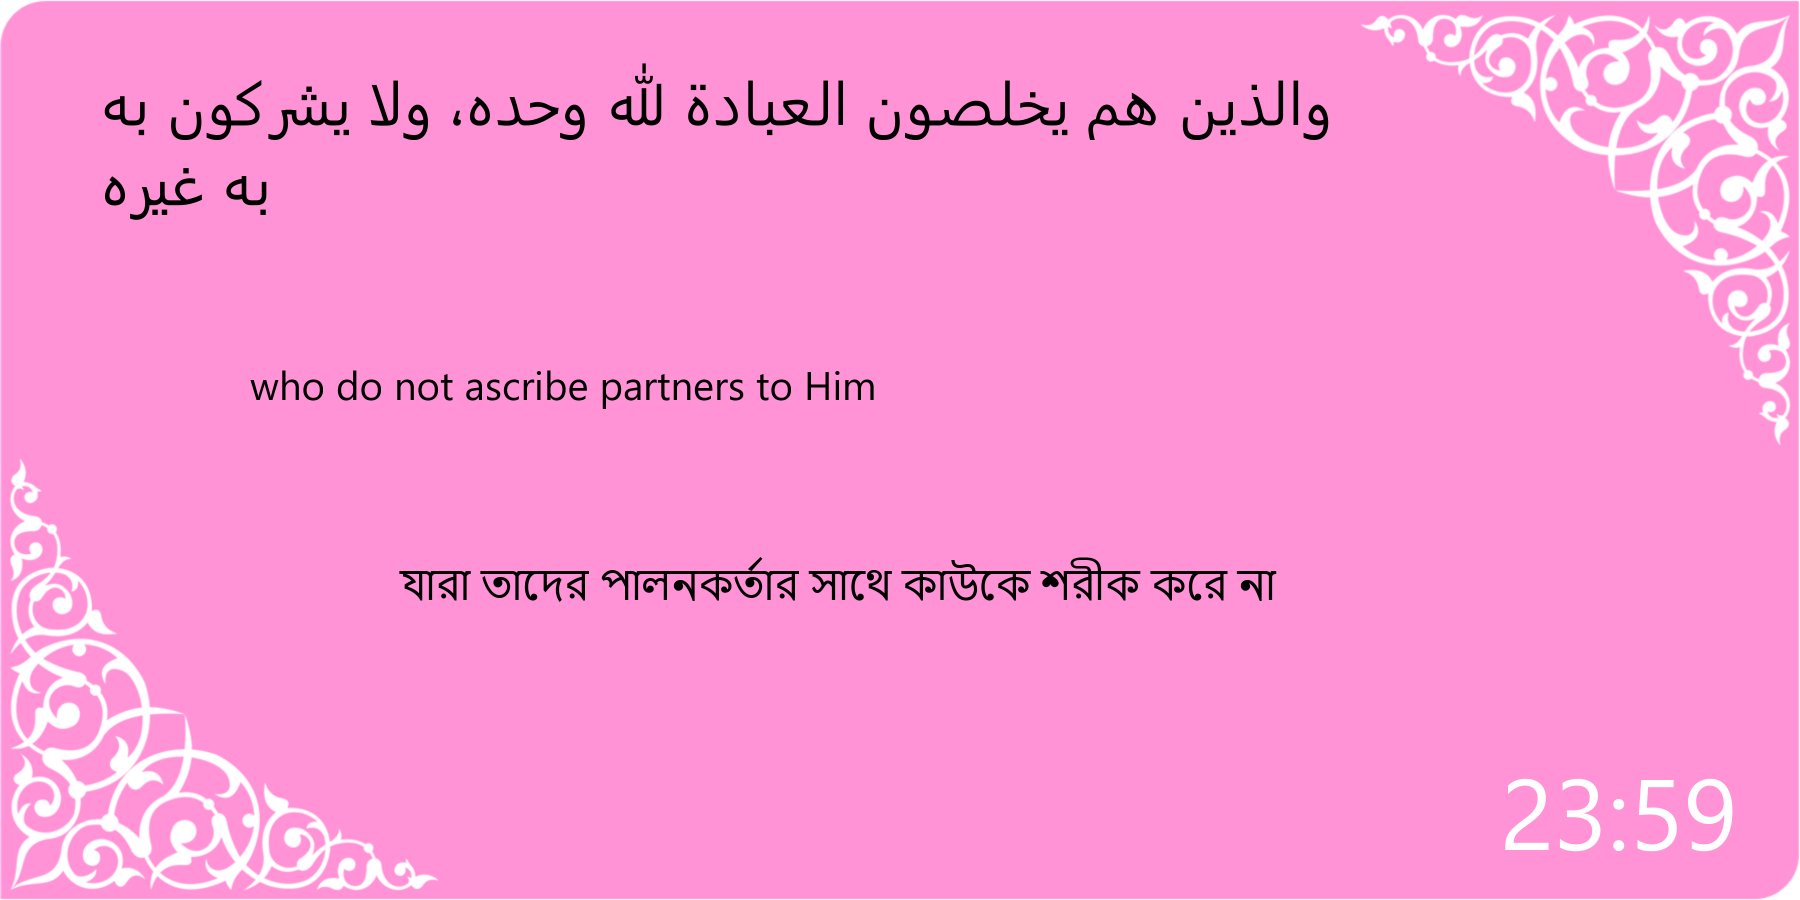 والذين هم يخلصون العبادة لله وحده، ولا يشركون به
به غيره
who do not ascribe partners to Him
যারা তাদের পালনকর্তার সাথে কাউকে শরীক করে না
23:59